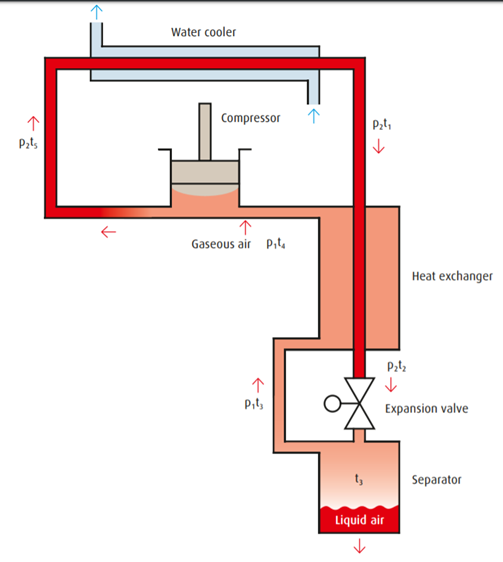 Water cooler
Compressor
p₂t₁
p₂t₅
Gaseous air p₁t₄
Heat exchanger
p₂t₂
p₁t₃
Expansion valve
t₃
Separator
Liquid air